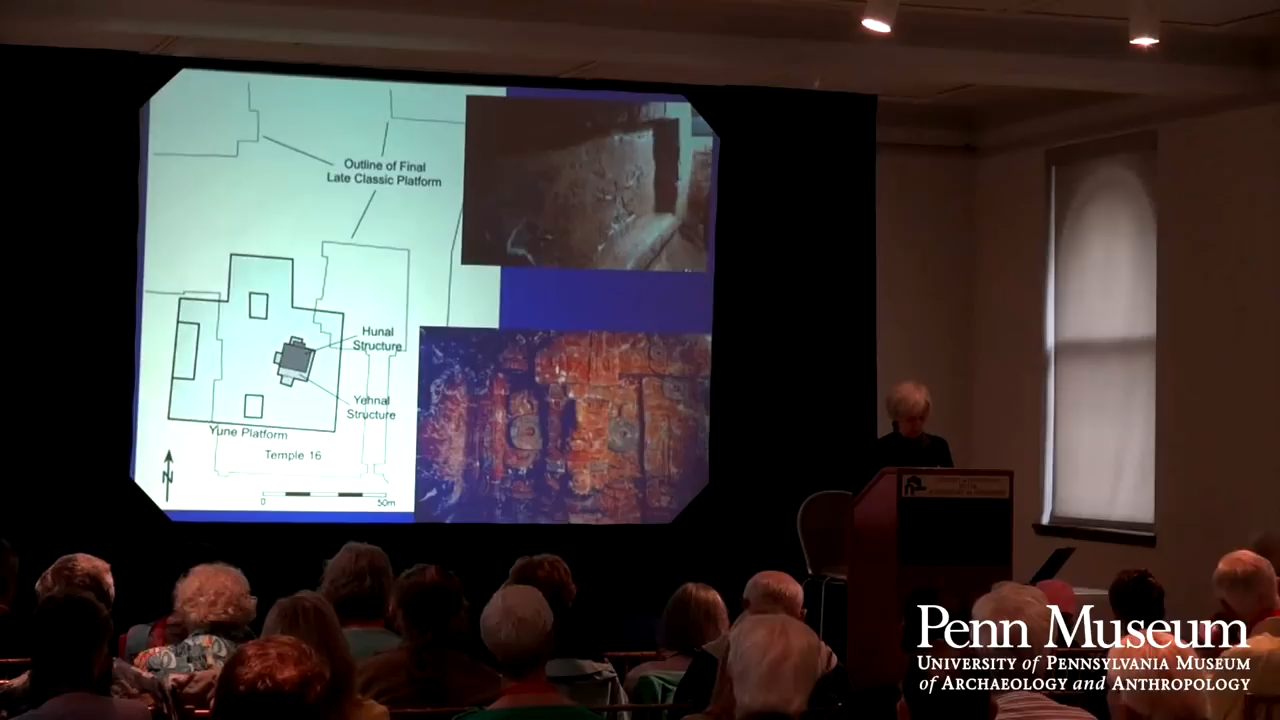 Outline of Final
Late Classic Platform
Hunal
Structure
Yehnal
Structure
Yune Platform
Temple 16
N
0
50m
Penn Museum
University of Pennsylvania Museum
of Archaeology and Anthropology